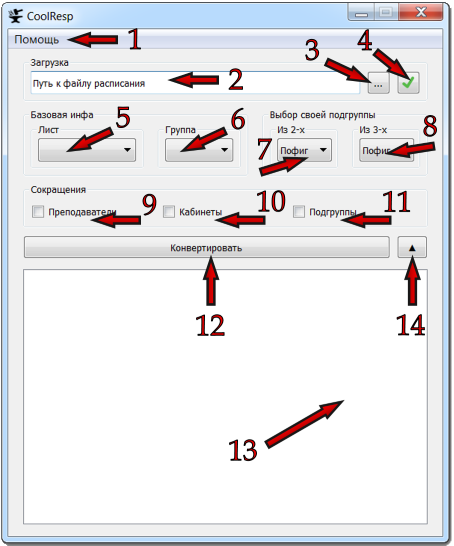 CoolResp
Помощь 1
3 4
Загрузка
Путь к файлу расписания 2 ...
Базовая инфа Выбор своей подгруппы
5 6
Лист Группа Из 2-х Из 3-х
7 8
Пофиг Пофиг
Сокращения
9 10 11
Преподаватели Кабинеты Подгруппы
Конвертировать ▲
12 14
13